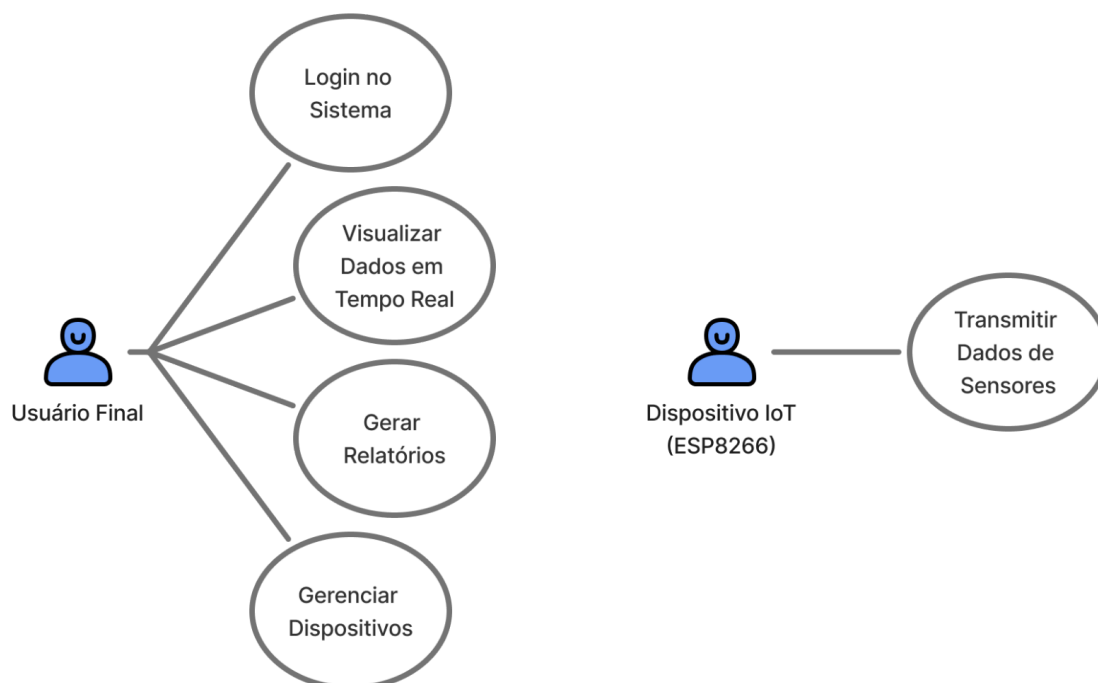 Login no
Sistema
Visualizar
Dados em
Tempo Real
Gerar
Relatórios
Gerenciar
Dispositivos
Usuário Final
Transmitir
Dados de
Sensores
Dispositivo IoT
(ESP8266)